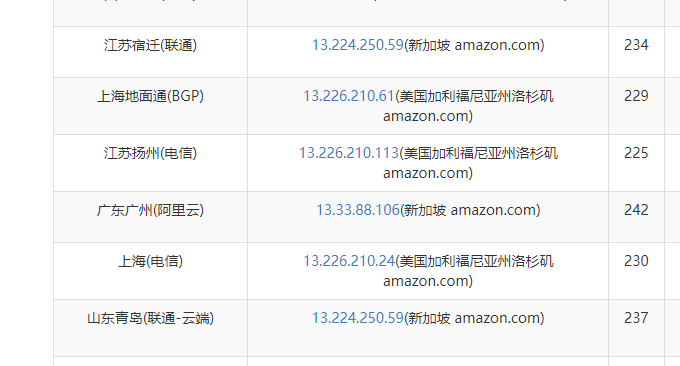 江苏宿迁(联通) 13.224.250.59(新加坡 amazon.com) 234
上海地面通(BGP) 13.226.210.61(美国加利福尼亚州洛杉矶 229
amazon.com)
江苏扬州(电信) 13.226.210.113(美国加利福尼亚州洛杉矶 225
amazon.com)
广东广州(阿里云) 13.33.88.106(新加坡 amazon.com) 242
上海(电信) 13.226.210.24(美国加利福尼亚州洛杉矶 230
amazon.com)
山东青岛(联通-云端) 13.224.250.59(新加坡 amazon.com) 237